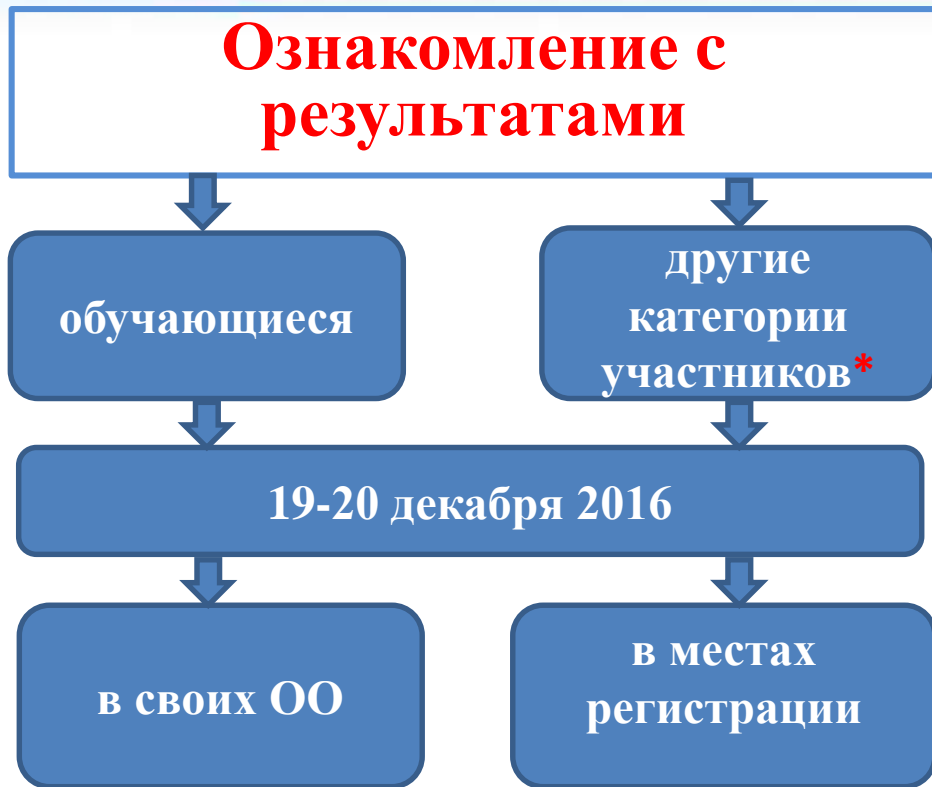 Ознакомление с
результатами
обучающиеся
другие
категории
участников*
19-20 декабря 2016
в своих ОО
в местах
регистрации